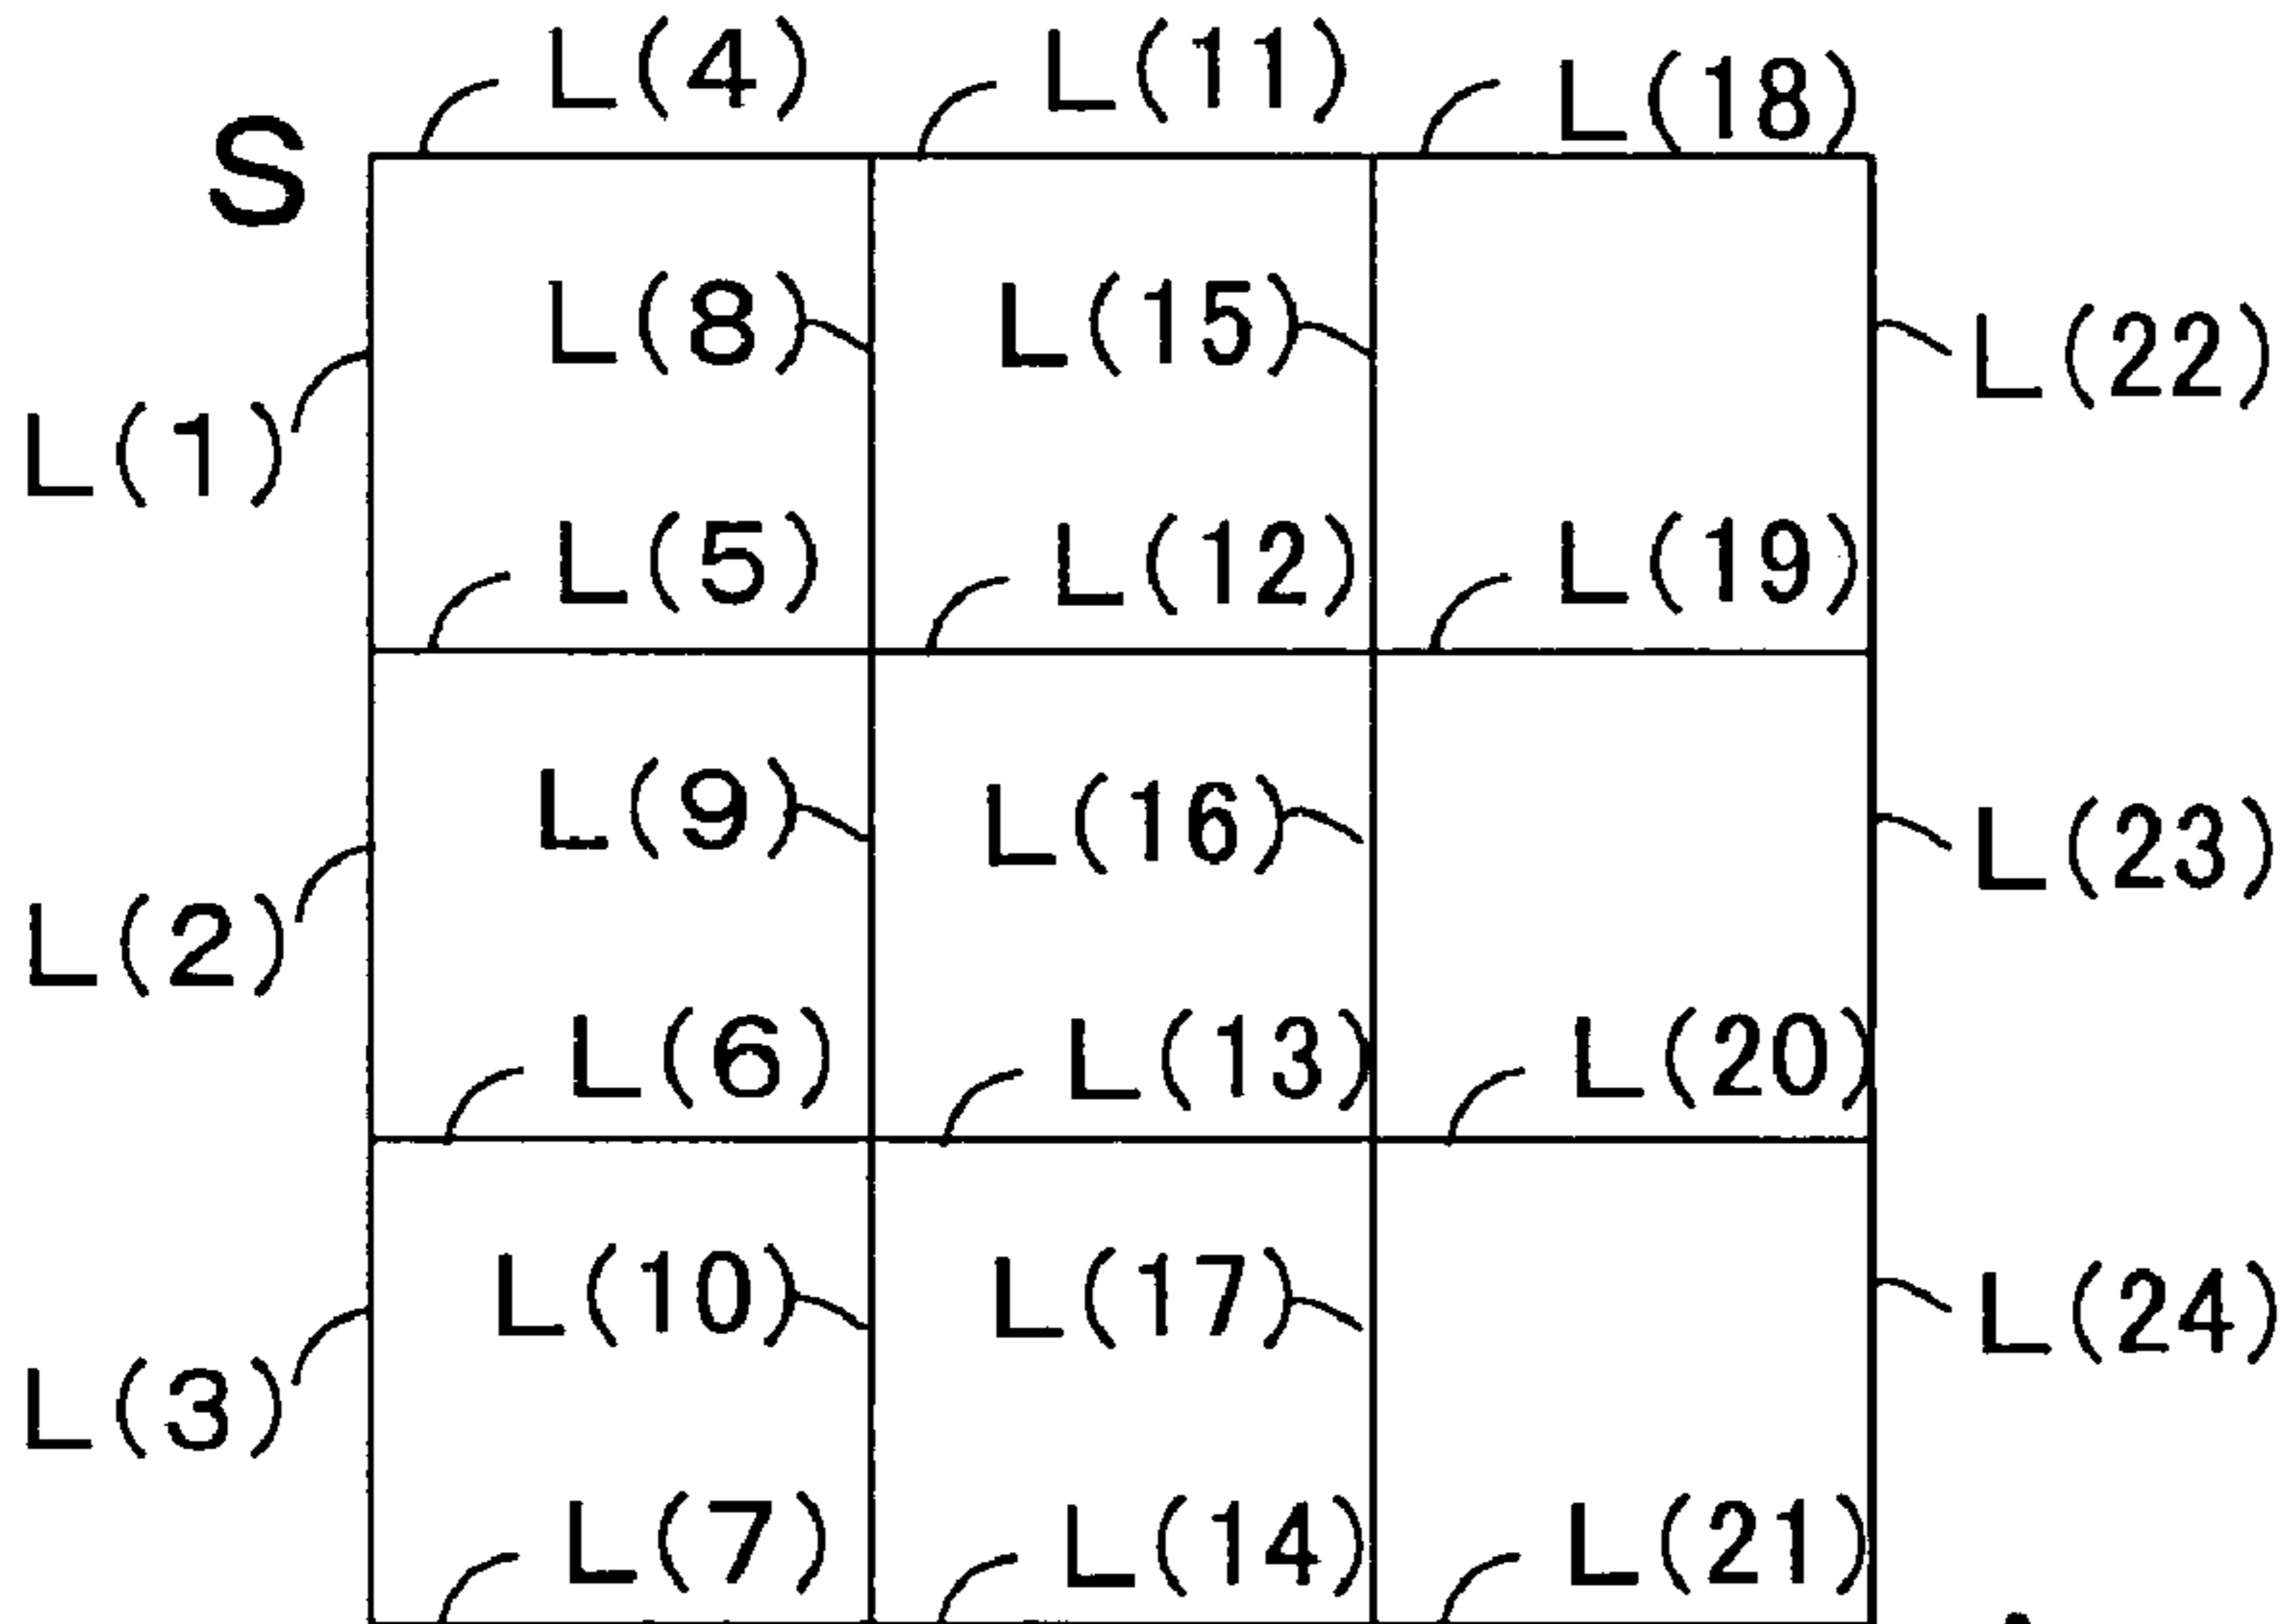 L(4) L(11) L(18)
S
L(8) L(15) L(22)
L(1)
L(5) L(12) L(19)
L(9) L(16) L(23)
L(2)
L(6) L(13) L(20)
L(10) L(17) L(24)
L(3)
L(7) L(14) L(21)